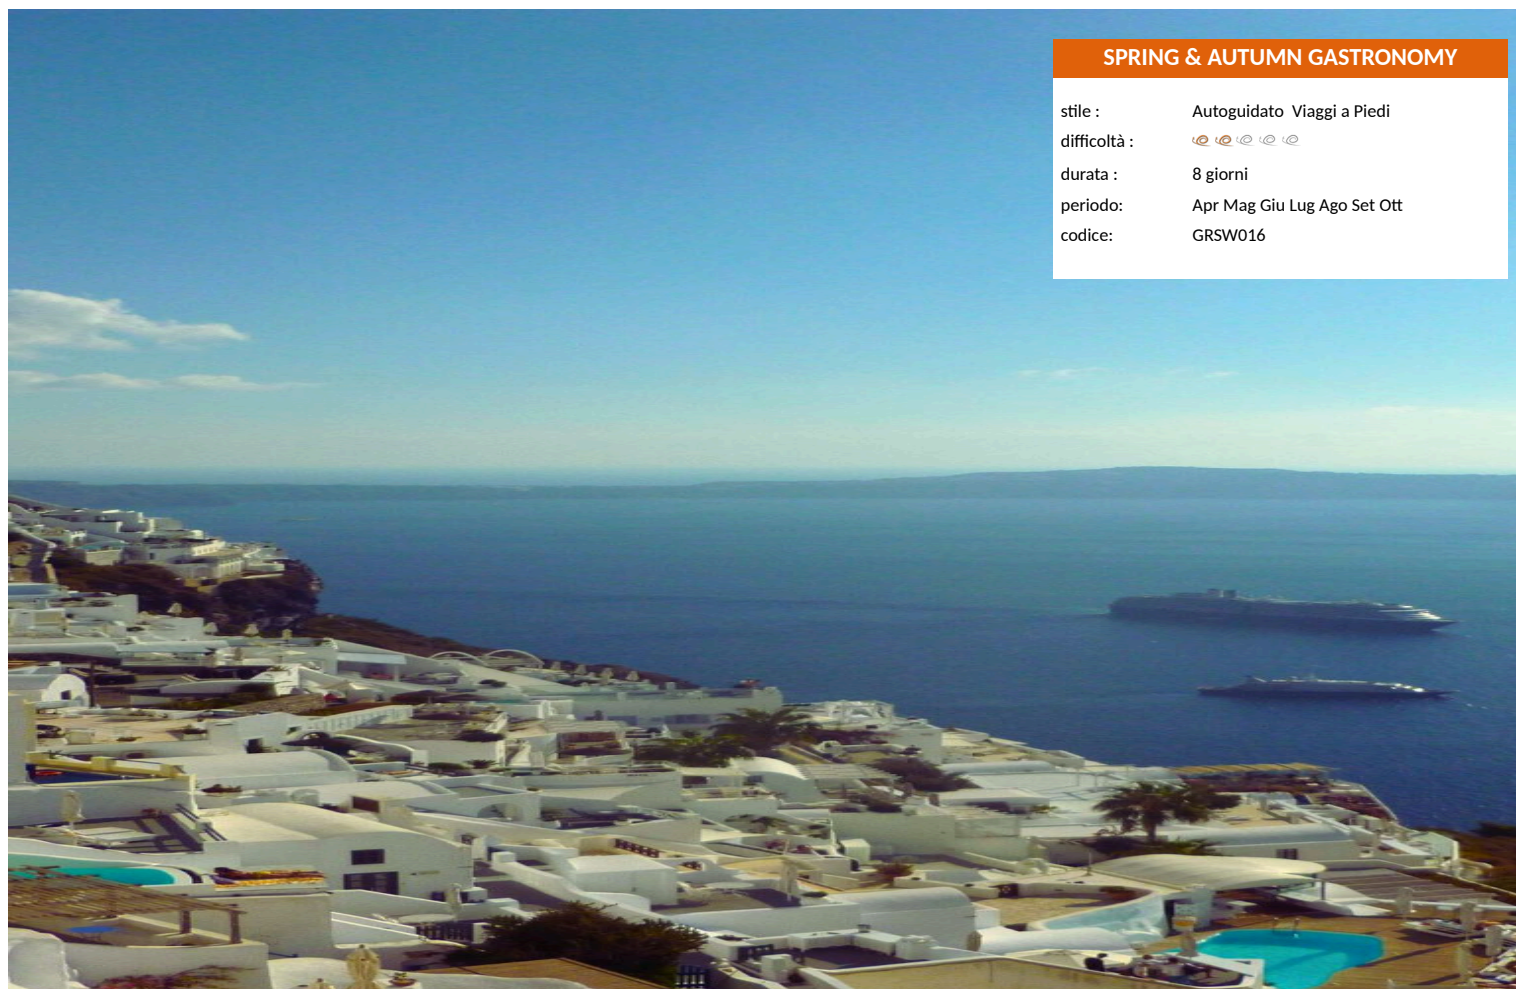 SPRING & AUTUMN GASTRONOMY
stile : Autoguidato  Viaggi a Piedi
difficoltà :
durata : 8 giorni
periodo: Apr Mag Giu Lug Ago Set Ott
codice: GRSW016